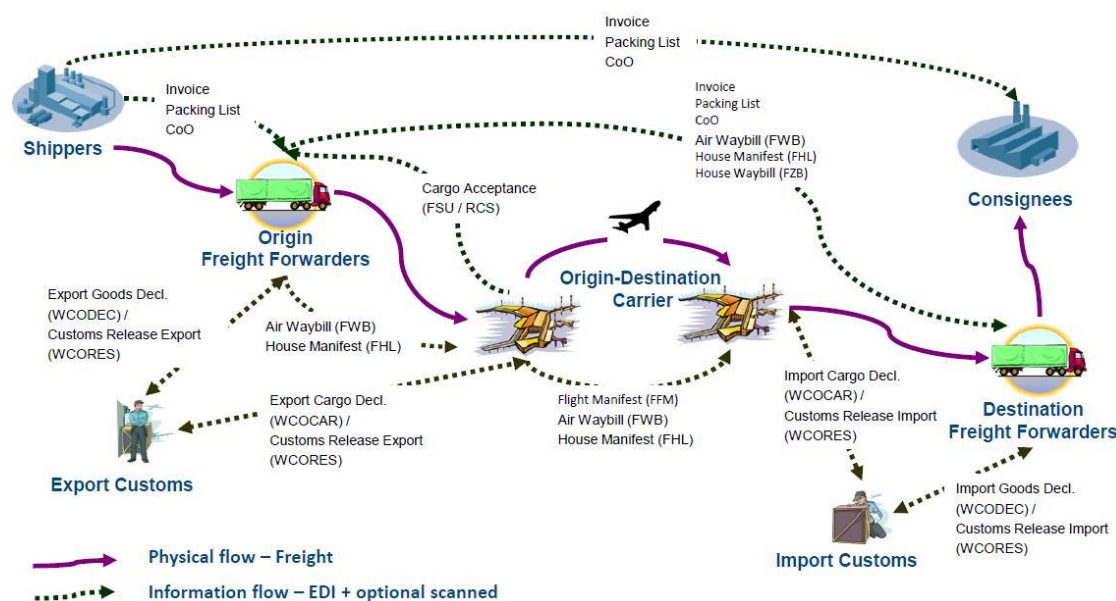 Invoice
Packing List
CoO
Invoice
Packing List
CoO
Shippers
Invoice
Packing List
CoO
Air Waybill (FWB)
House Manifest (FHL)
House Waybill (FZB)
Consignees
Cargo Acceptance
(FSU / RCS)
Origin
Freight Forwarders
Origin-Destination
Carrier
Export Goods Decl.
(WCODEC) /
Customs Release Export
(WCORES)
Air Waybill (FWB)
House Manifest (FHL)
Export Cargo Decl.
(WCOCAR) /
Customs Release Export
(WCORES)
Flight Manifest (FFM)
Air Waybill (FWB)
House Manifest (FHL)
Import Cargo Decl.
(WCOCAR) /
Customs Release Import
(WCORES)
Destination
Freight Forwarders
Export Customs
Import Goods Decl.
(WCODEC) /
Customs Release Import
(WCORES)
Import Customs
Physical flow – Freight
Information flow – EDI + optional scanned